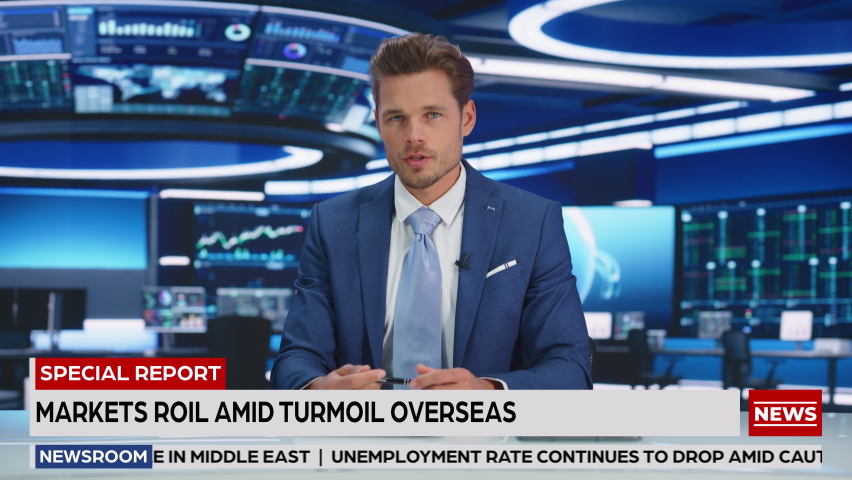 SPECIAL REPORT
MARKETS ROIL AMID TURMOIL OVERSEAS
NEWS
NEWSROOM
E IN MIDDLE EAST | UNEMPLOYMENT RATE CONTINUES TO DROP AMID CAUT